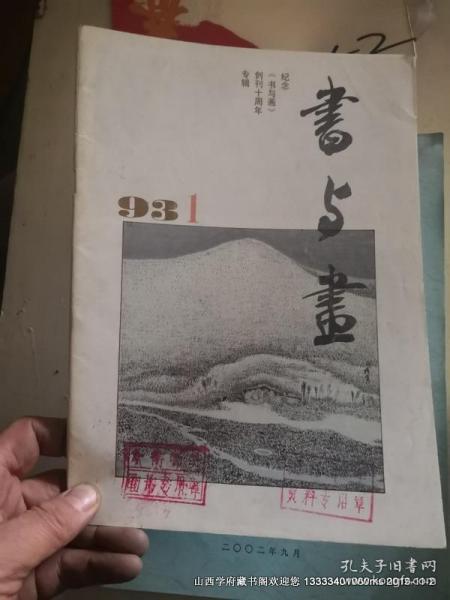 纪念
《书与画》
创刊十周年
专辑
書与畫
931
资料专用章
二〇〇二年九月
孔夫子旧书网
山西学府藏书阁欢迎您